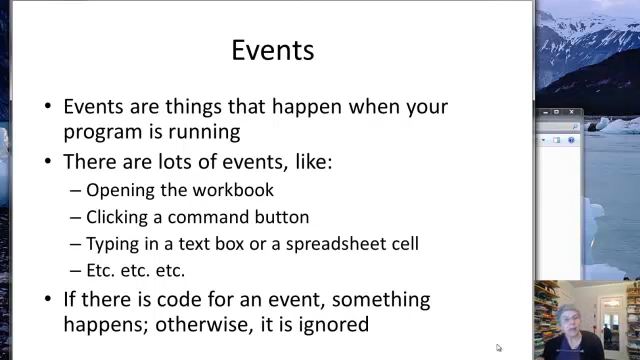 Events
• Events are things that happen when your
program is running
• There are lots of events, like:
– Opening the workbook
– Clicking a command button
– Typing in a text box or a spreadsheet cell
– Etc. etc. etc.
• If there is code for an event, something
happens; otherwise, it is ignored